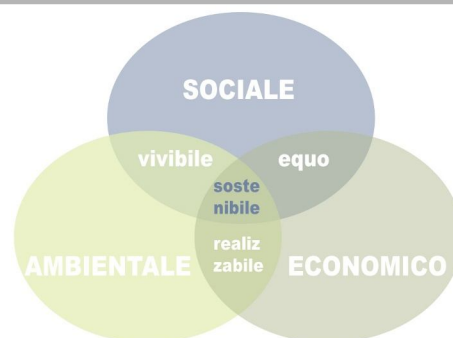 SOCIALE
vivibile equo
soste
nibile
realiz
AMBIENTALE zabile ECONOMICO